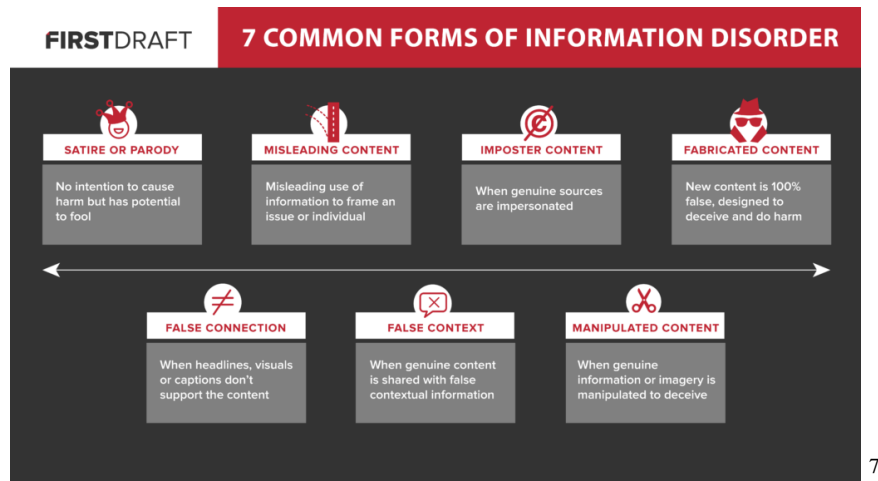 FIRSTDRAFT
7 COMMON FORMS OF INFORMATION DISORDER
SATIRE OR PARODY
No intention to cause
harm but has potential
to fool
MISLEADING CONTENT
Misleading use of
information to frame an
issue or individual
IMPOSTER CONTENT
When genuine sources
are impersonated
FABRICATED CONTENT
New content is 100%
false, designed to
deceive and do harm
FALSE CONNECTION
When headlines, visuals
or captions don't
support the content
FALSE CONTEXT
When genuine content
is shared with false
contextual information
MANIPULATED CONTENT
When genuine
information or imagery is
manipulated to deceive
7